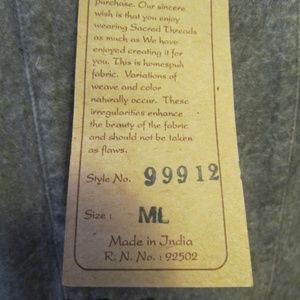 purchase. Our sincere
wish is that you enjoy
wearing Sacred Threads
as much as We have
enjoyed creating it for
you. This is homespun
fabric. Variations of
weave and color
naturally occur. These
irregularities enhance
the beauty of the fabric
and should not be taken
as flaws.
Style No. 99912
Size : ML
Made in India
R. N. No. : 92502